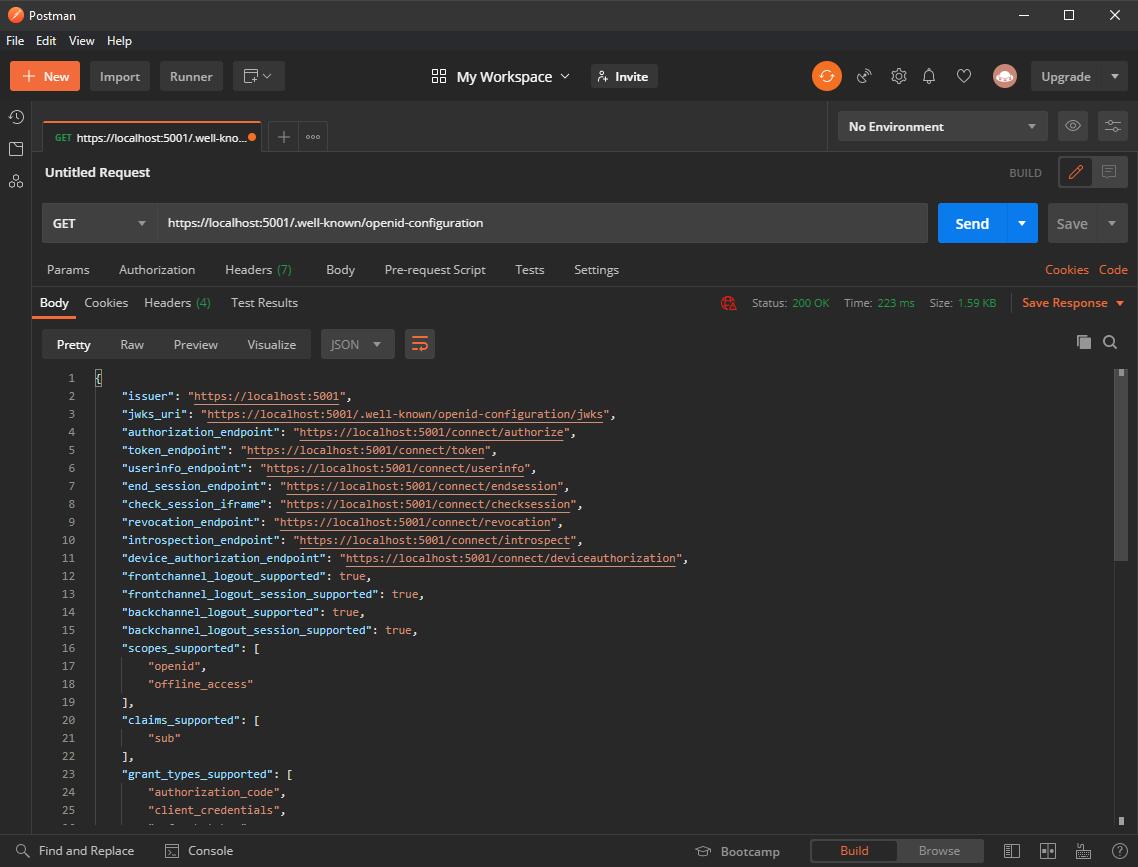 Postman
File Edit View Help
New Import Runner My Workspace Invite Upgrade
GET https://localhost:5001/.well-kno... No Environment
Untitled Request BUILD
GET https://localhost:5001/.well-known/openid-configuration Send Save
Params Authorization Headers (7) Body Pre-request Script Tests Settings Cookies Code
Body Cookies Headers (4) Test Results Status: 200 OK Time: 223 ms Size: 1.59 KB Save Response
Pretty Raw Preview Visualize JSON
1 {
2 "issuer": "https://localhost:5001",
3 "jwks_uri": "https://localhost:5001/.well-known/openid-configuration/jwks",
4 "authorization_endpoint": "https://localhost:5001/connect/authorize",
5 "token_endpoint": "https://localhost:5001/connect/token",
6 "userinfo_endpoint": "https://localhost:5001/connect/userinfo",
7 "end_session_endpoint": "https://localhost:5001/connect/endsession",
8 "check_session_iframe": "https://localhost:5001/connect/checksession",
9 "revocation_endpoint": "https://localhost:5001/connect/revocation",
10 "introspection_endpoint": "https://localhost:5001/connect/introspect",
11 "device_authorization_endpoint": "https://localhost:5001/connect/deviceauthorization",
12 "frontchannel_logout_supported": true,
13 "frontchannel_logout_session_supported": true,
14 "backchannel_logout_supported": true,
15 "backchannel_logout_session_supported": true,
16 "scopes_supported": [
17 "openid",
18 "offline_access"
19 ],
20 "claims_supported": [
21 "sub"
22 ],
23 "grant_types_supported": [
24 "authorization_code",
25 "client_credentials",
Find and Replace Console Bootcamp Build Browse